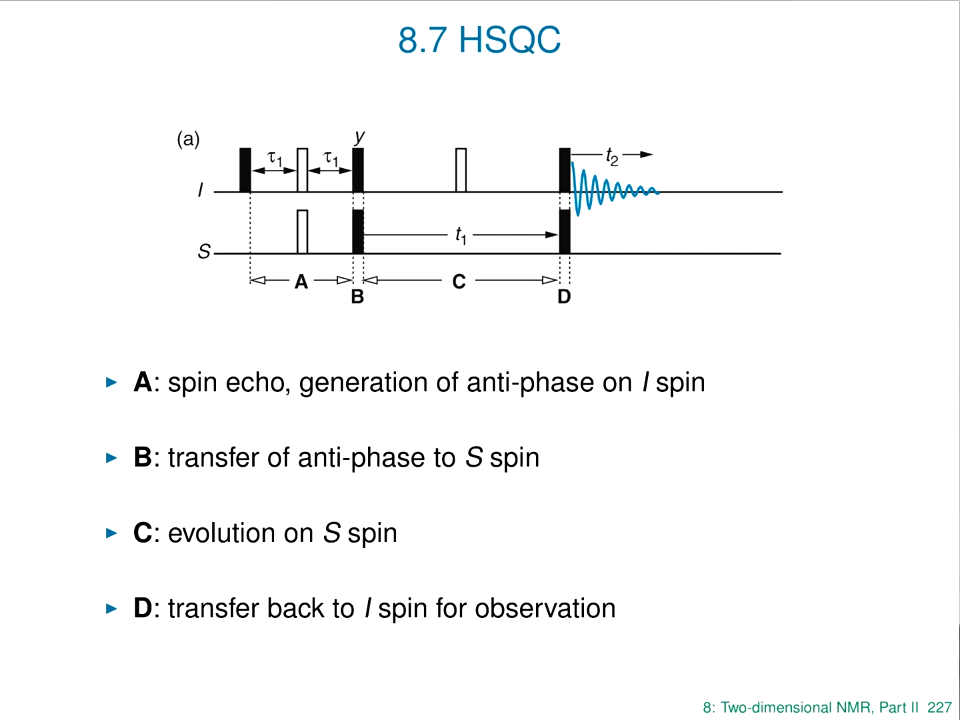 8.7 HSQC
(a)
y
τ1 τ1 t2
I
t1
S
A C
B D
▶ A: spin echo, generation of anti-phase on I spin
▶ B: transfer of anti-phase to S spin
▶ C: evolution on S spin
▶ D: transfer back to I spin for observation
8: Two-dimensional NMR, Part II 227